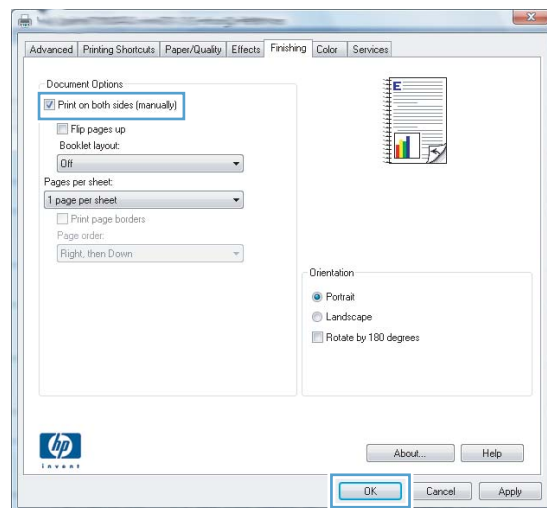 Advanced Printing Shortcuts Paper/Quality Effects Finishing Color Services
Document Options
Print on both sides (manually)
Flip pages up
Booklet layout:
Off
Pages per sheet:
1 page per sheet
Print page borders
Page order:
Right, then Down
E
Orientation
Portrait
Landscape
Rotate by 180 degrees
hp
invent
About... Help
OK Cancel Apply